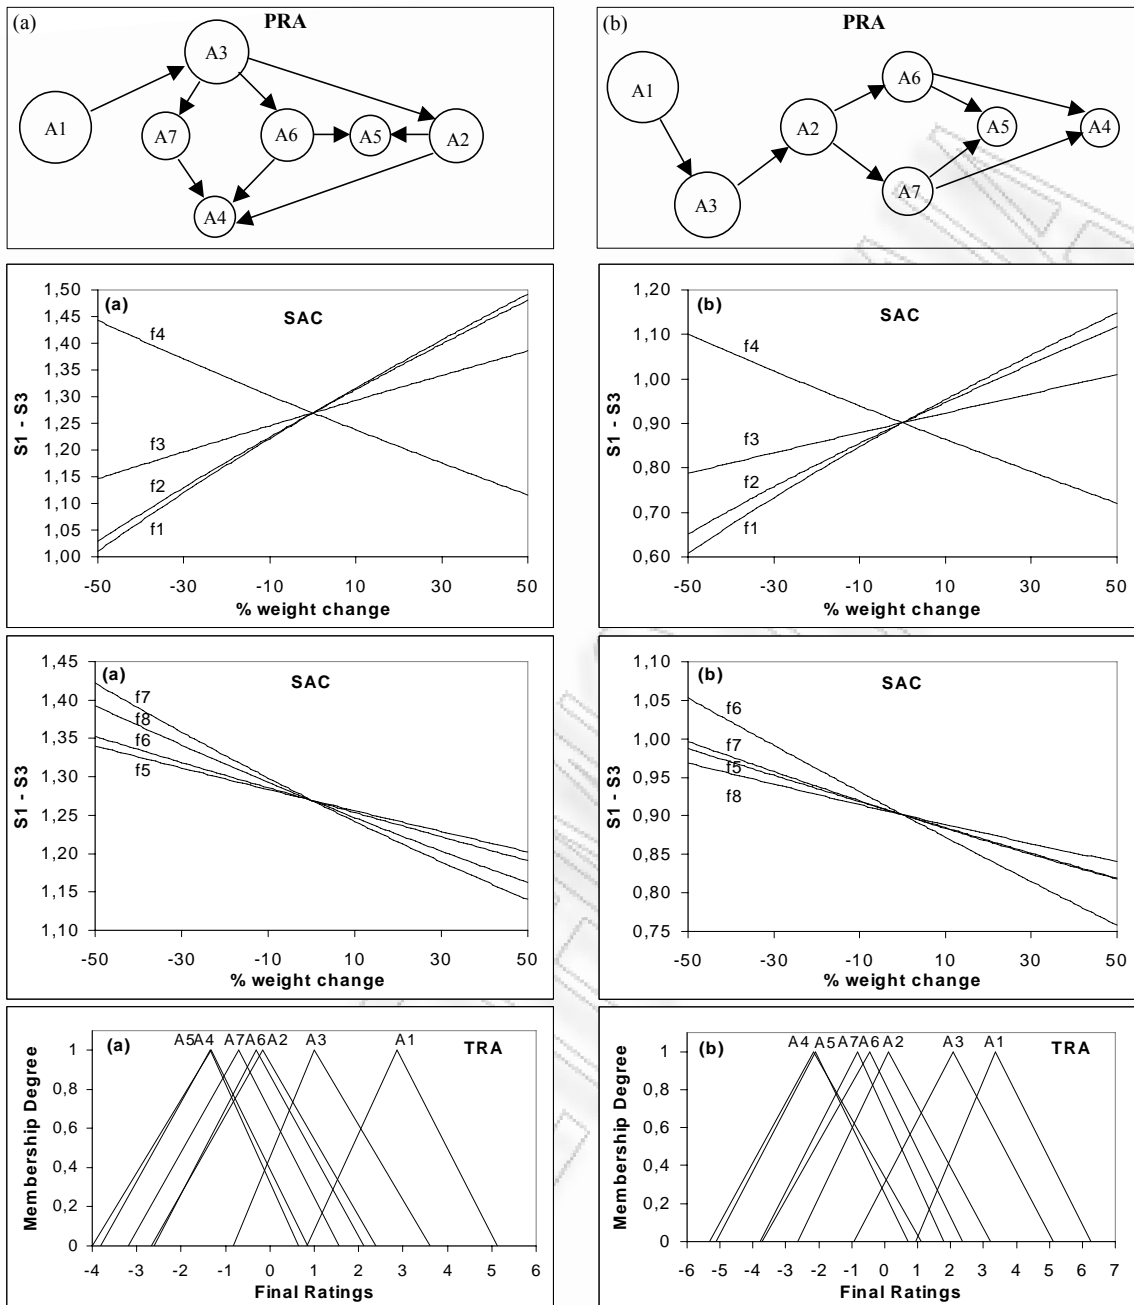 (a) PRA
A3
A1
A7 A6 A5 A2
A4
(b) PRA
A1
A6
A2 A5 A4
A3 A7
(a)
SAC
1,50
1,45
1,40
1,35
1,30
1,25
1,20
1,15
1,10
1,05
1,00
S1 - S3
f4
f3
f2
f1
-50 -30 -10 10 30 50
% weight change
(b)
SAC
1,20
1,10
1,00
0,90
0,80
0,70
0,60
S1 - S3
f4
f3
f2
f1
-50 -30 -10 10 30 50
% weight change
(a)
SAC
1,45
1,40
1,35
1,30
1,25
1,20
1,15
1,10
S1 - S3
f7
f8
f6
f5
-50 -30 -10 10 30 50
% weight change
(b)
SAC
1,10
1,05
1,00
0,95
0,90
0,85
0,80
0,75
S1 - S3
f6
f7
f5
f8
-50 -30 -10 10 30 50
% weight change
(a) A5 A4 A7 A6 A2 A3 A1
TRA
1
0,8
0,6
0,4
0,2
0
Membership Degree
-4 -3 -2 -1 0 1 2 3 4 5 6
Final Ratings
(b) A4 A5 A7 A6 A2 A3 A1
TRA
1
0,8
0,6
0,4
0,2
0
Membership Degree
-6 -5 -4 -3 -2 -1 0 1 2 3 4 5 6 7
Final Ratings